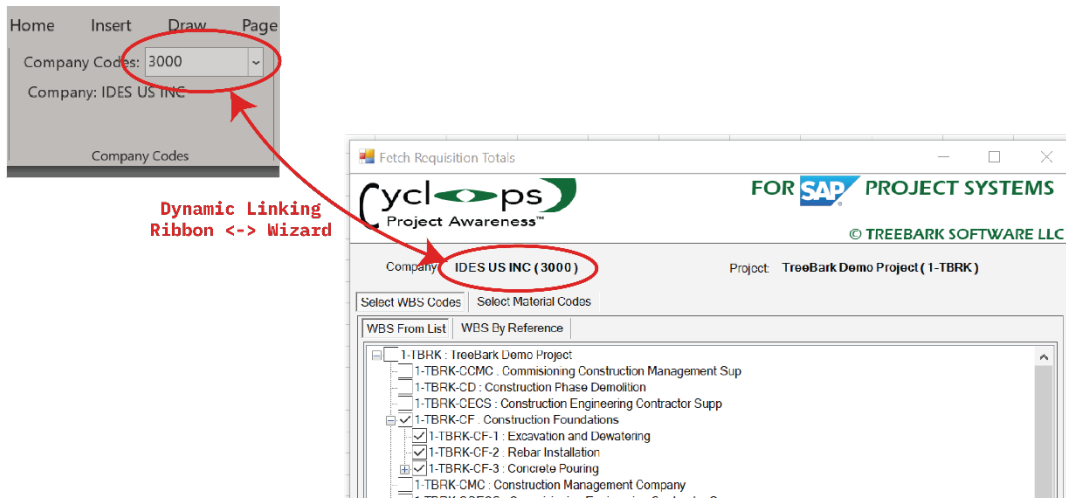 Home Insert Draw Page
Company Codes: 3000
Company: IDES US INC
Company Codes
Dynamic Linking
Ribbon <-> Wizard
Fetch Requisition Totals
Cyclops
Project Awareness™
FOR SAP PROJECT SYSTEMS
© TREEBARK SOFTWARE LLC
Company IDES US INC ( 3000 )
Project: TreeBark Demo Project ( 1-TBRK )
Select WBS Codes Select Material Codes
WBS From List WBS By Reference
1-TBRK : TreeBark Demo Project
1-TBRK-CCMC : Commisioning Construction Management Sup
1-TBRK-CD : Construction Phase Demolition
1-TBRK-CECS : Construction Engineering Contractor Supp
1-TBRK-CF : Construction Foundations
1-TBRK-CF-1 : Excavation and Dewatering
1-TBRK-CF-2 : Rebar Installation
1-TBRK-CF-3 : Concrete Pouring
1-TBRK-CMC : Construction Management Company